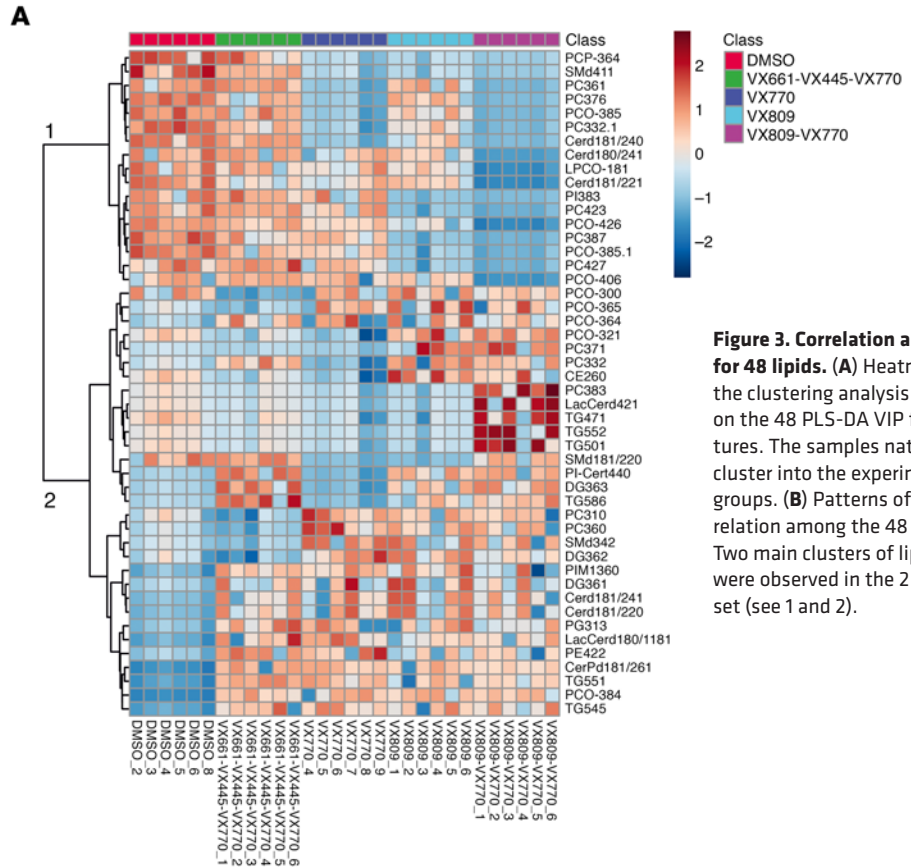 A
Class
PCP-364
SMd411
PC361
PC376
PCO-385
PC332.1
Cerd181/240
Cerd180/241
LPCO-181
Cerd181/221
PI383
PC423
PCO-426
PC387
PCO-385.1
PC427
PCO-406
PCO-300
PCO-365
PCO-364
PCO-321
PC371
PC332
CE260
PC383
LacCerd421
TG471
TG552
TG501
SMd181/220
PI-Cert440
DG363
TG586
PC310
PC360
SMd342
DG362
PIM1360
DG361
Cerd181/241
Cerd181/220
PG313
LacCerd180/1181
PE422
CerPd181/261
TG551
PCO-384
TG545
1
2
2
1
0
−1
−2
Class
DMSO
VX661-VX445-VX770
VX770
VX809
VX809-VX770
DMSO_2
DMSO_3
DMSO_4
DMSO_5
DMSO_6
DMSO_8
VX661-VX445-VX770_1
VX661-VX445-VX770_2
VX661-VX445-VX770_3
VX661-VX445-VX770_4
VX661-VX445-VX770_5
VX661-VX445-VX770_6
VX770_4
VX770_5
VX770_6
VX770_7
VX770_8
VX770_9
VX809_1
VX809_2
VX809_3
VX809_4
VX809_5
VX809_6
VX809-VX770_1
VX809-VX770_2
VX809-VX770_3
VX809-VX770_4
VX809-VX770_5
VX809-VX770_6
Figure 3. Correlation a
for 48 lipids. (A) Heatr
the clustering analysis
on the 48 PLS-DA VIP f
tures. The samples nat
cluster into the experir
groups. (B) Patterns of
relation among the 48
Two main clusters of lip
were observed in the 2
set (see 1 and 2).